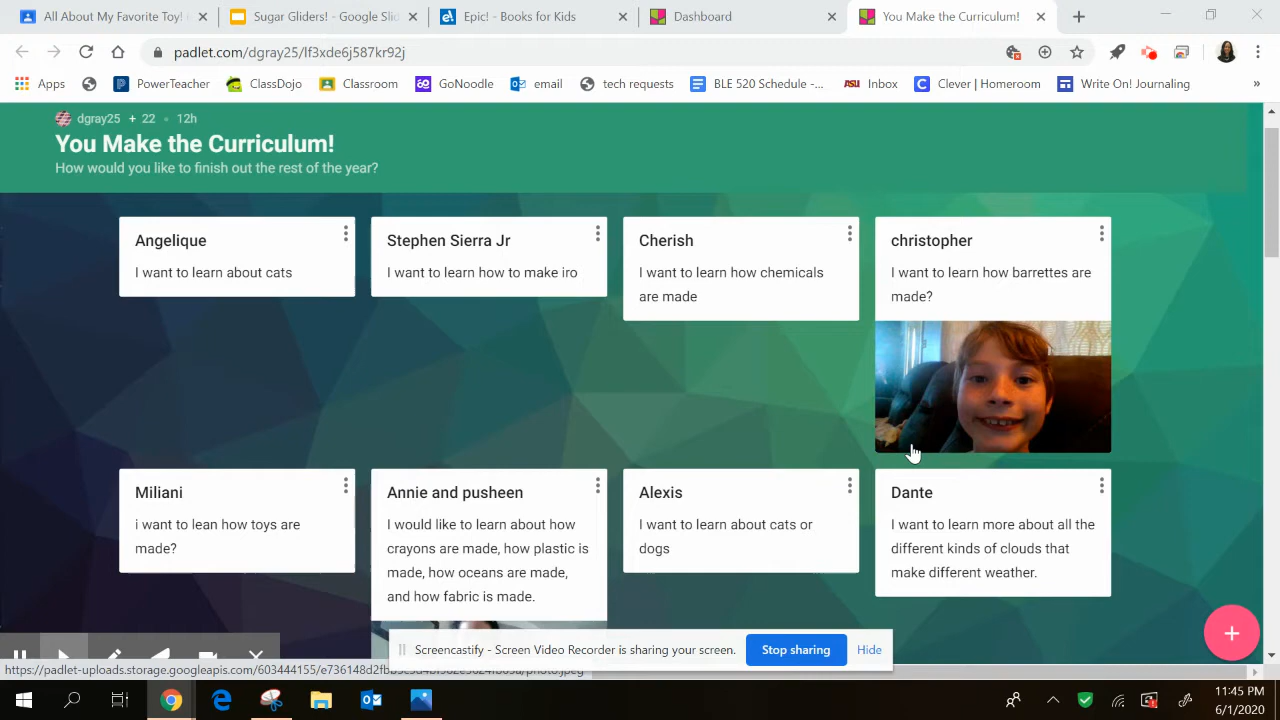 All About My Favorite
Sugar Gliders! - Google Sli
Epic! - Books for Kids
Dashboard
You Make the Curriculum!
padlet.com/dgray25/lf3xde6j587kr92j
Apps
PowerTeacher
ClassDojo
Classroom
GoNoodle
email
tech requests
BLE 520 Schedule -...
ASU Inbox
Clever | Homeroom
Write On! Journaling
»
dgray25 + 22 • 12h
You Make the Curriculum!
How would you like to finish out the rest of the year?
Angelique
I want to learn about cats
Stephen Sierra Jr
I want to learn how to make iro
Cherish
I want to learn how chemicals
are made
christopher
I want to learn how barrettes are
made?
Miliani
i want to lean how toys are
made?
Annie and pusheen
I would like to learn about how
crayons are made, how plastic is
made, how oceans are made,
and how fabric is made.
Alexis
I want to learn about cats or
dogs
Dante
I want to learn more about all the
different kinds of clouds that
make different weather.
Screencastify - Screen Video Recorder is sharing your screen.
Stop sharing
Hide
11:45 PM
6/1/2020